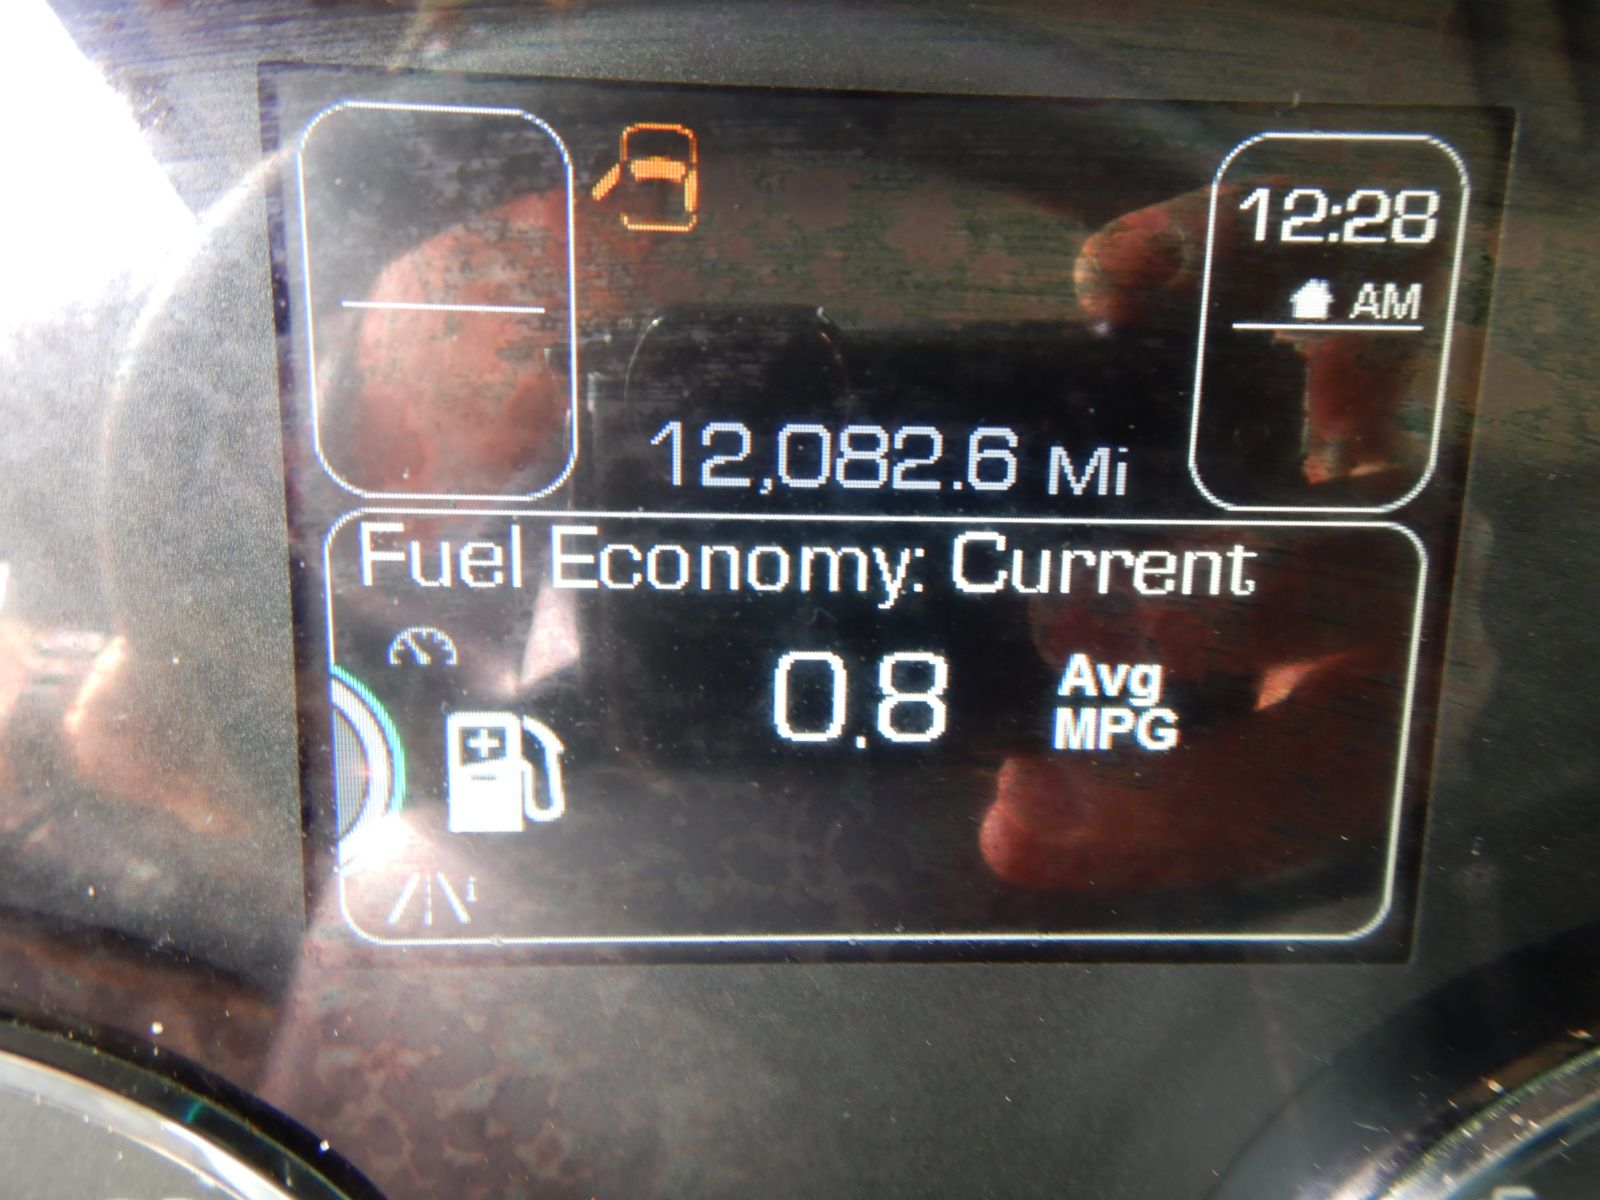 12:28
AM
12,082.6 Mi
Fuel Economy: Current
0.8 Avg
MPG
i